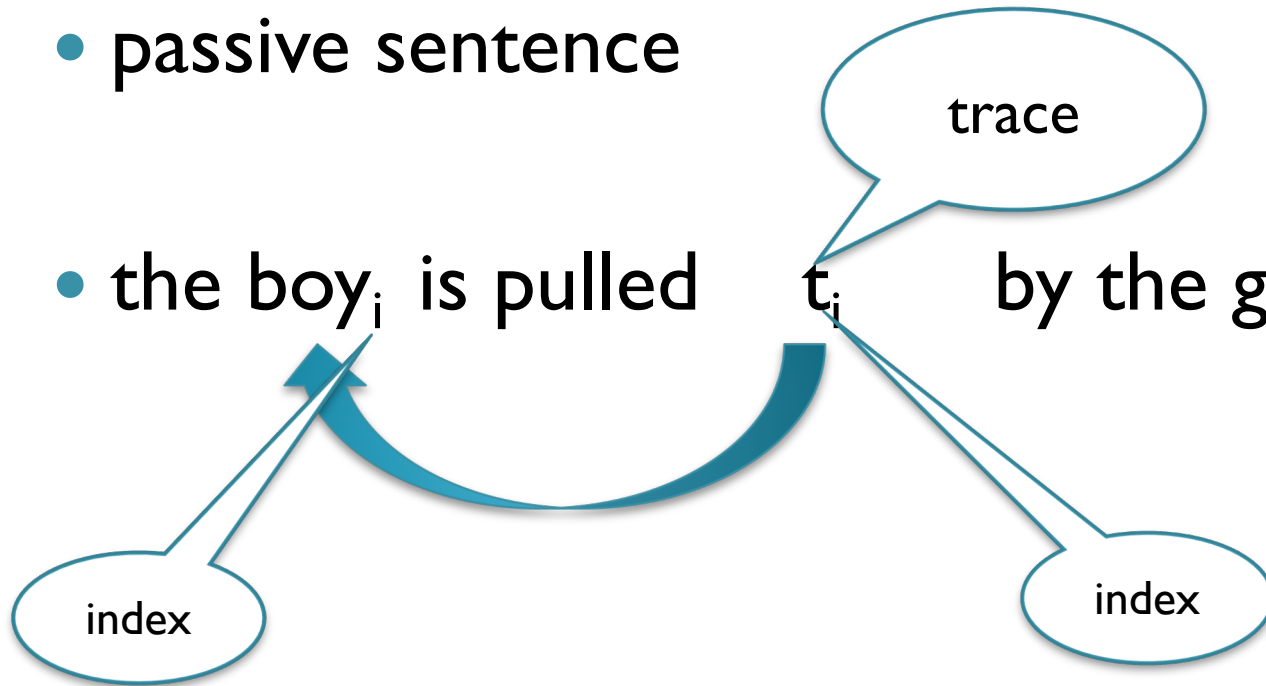 • passive sentence
trace
• the boyᵢ is pulled tᵢ by the g
index
index